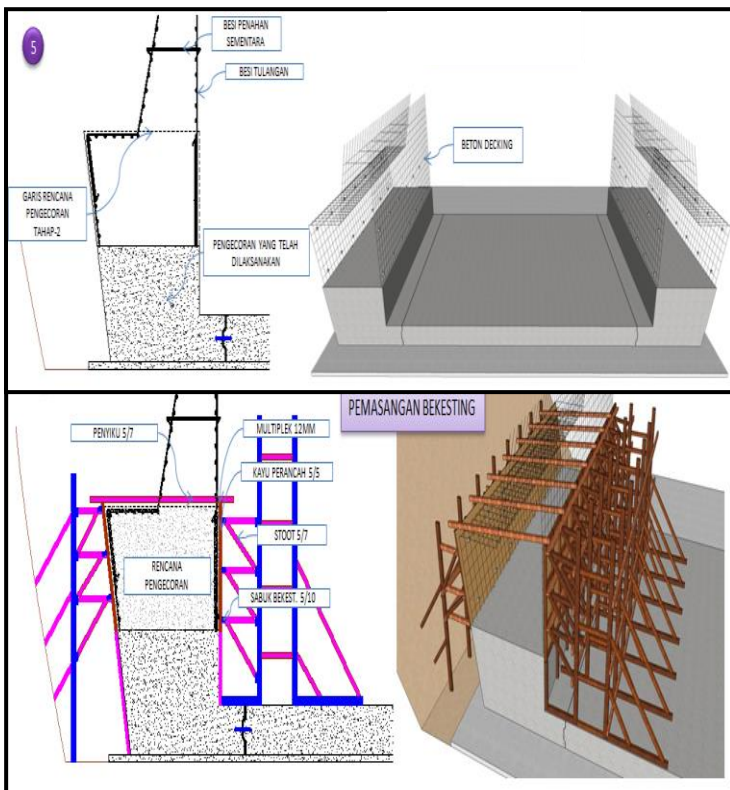 5
BESI PENAHAN
SEMENTARA
BESI TULANGAN
BETON DECKING
GARIS RENCANA
PENGECORAN
TAHAP-2
PENGECORAN YANG TELAH
DILAKSANAKAN
PEMASANGAN BEKESTING
PENYIKU 5/7
MULTIPLEK 12MM
KAYU PERANCAH 5/5
STOOT 5/7
RENCANA
PENGECORAN
SABUK BEKEST. 5/10